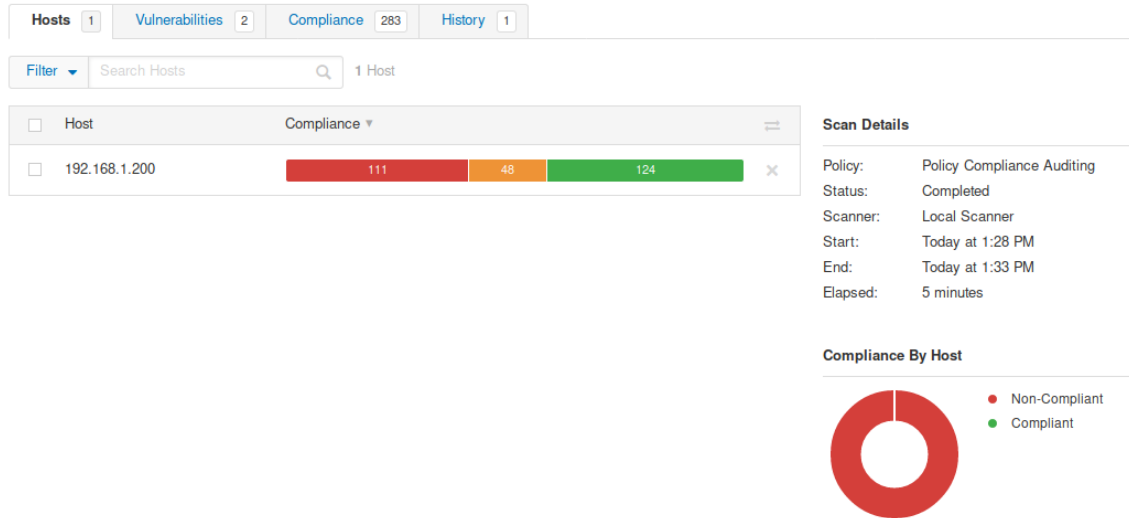 Hosts 1 Vulnerabilities 2 Compliance 283 History 1
Filter Search Hosts 1 Host
Host Compliance
192.168.1.200 111 48 124
Scan Details
Policy: Policy Compliance Auditing
Status: Completed
Scanner: Local Scanner
Start: Today at 1:28 PM
End: Today at 1:33 PM
Elapsed: 5 minutes
Compliance By Host
Non-Compliant
Compliant